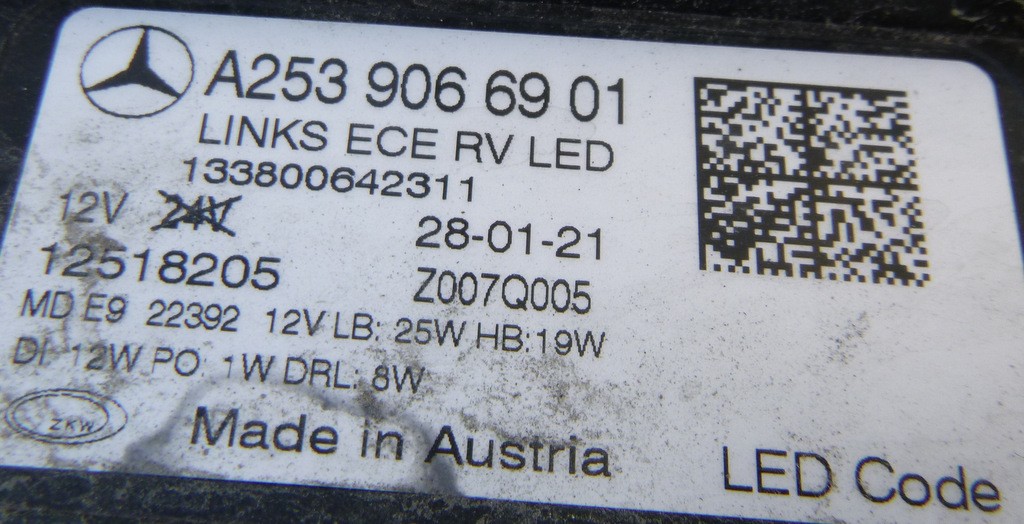 A253 906 69 01
LINKS ECE RV LED
133800642311
12V 24V 28-01-21
12518205 Z007Q005
MD E9 22392 12V LB: 25W HB:19W
DI: 12W PO: 1W DRL: 8W
ZKW Made in Austria
LED Code